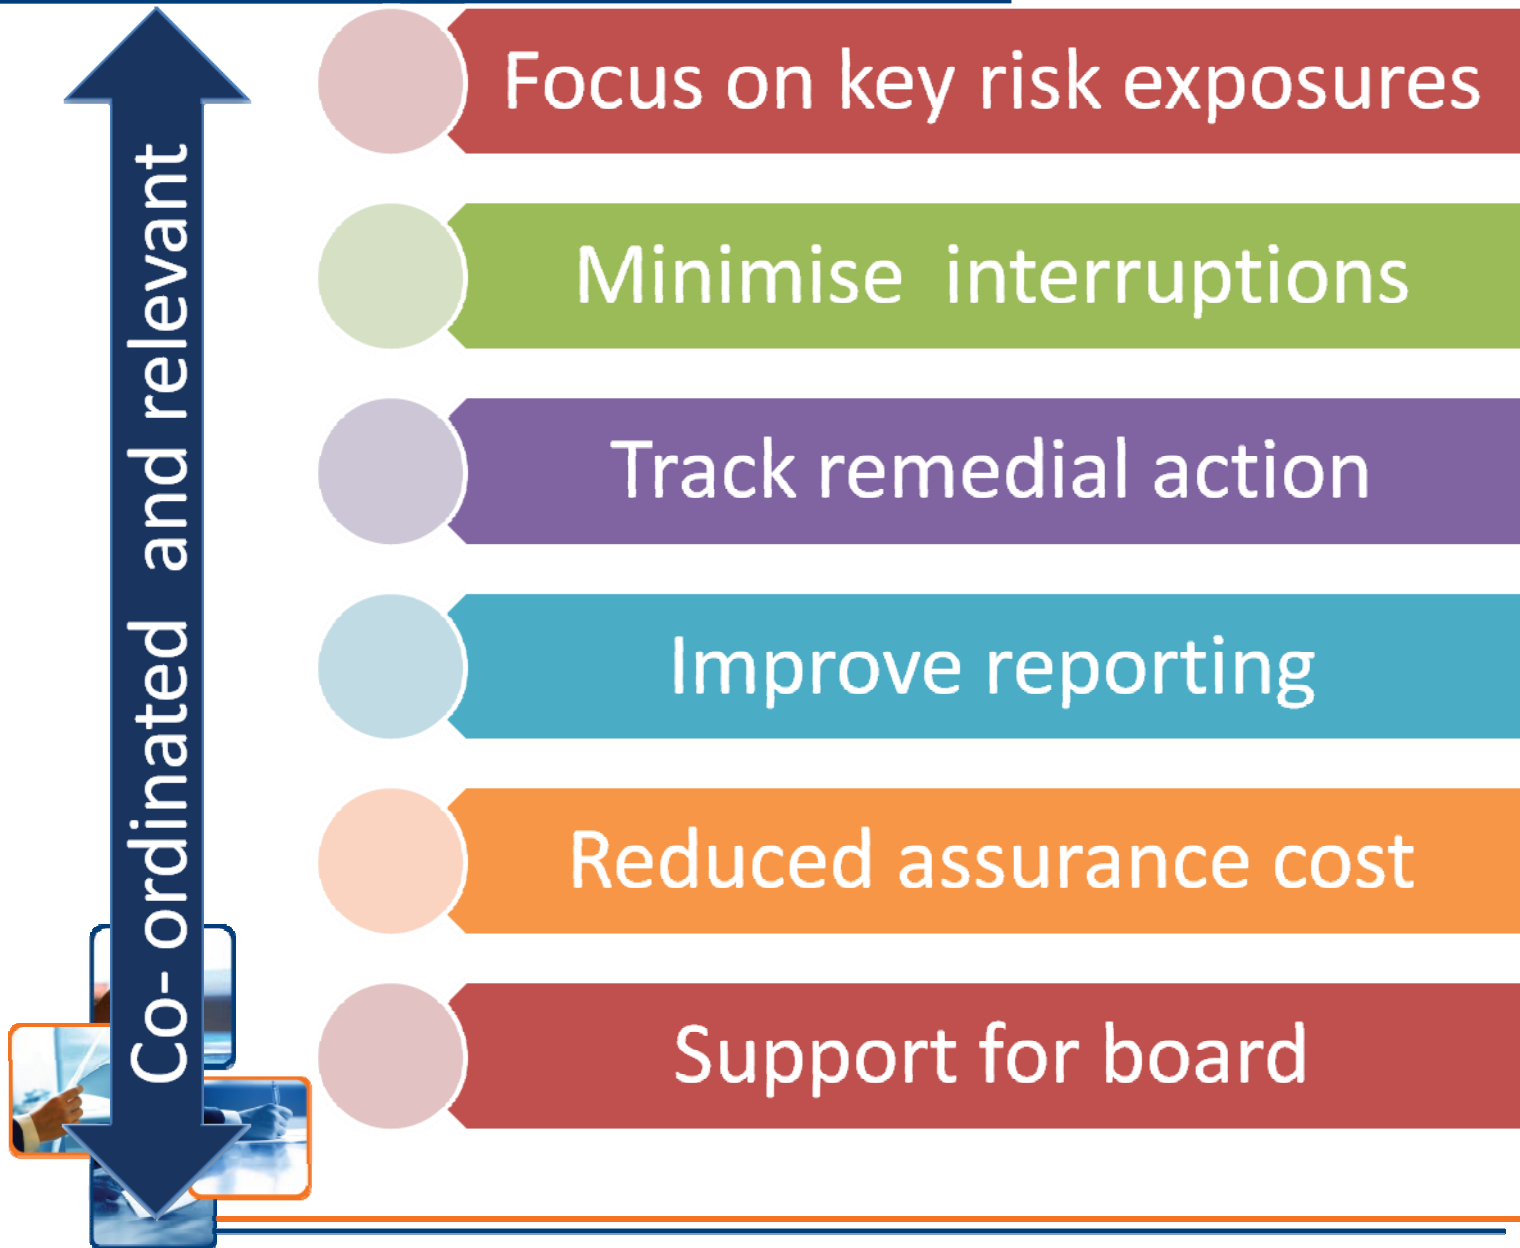 Co- ordinated and relevant
Focus on key risk exposures
Minimise interruptions
Track remedial action
Improve reporting
Reduced assurance cost
Support for board